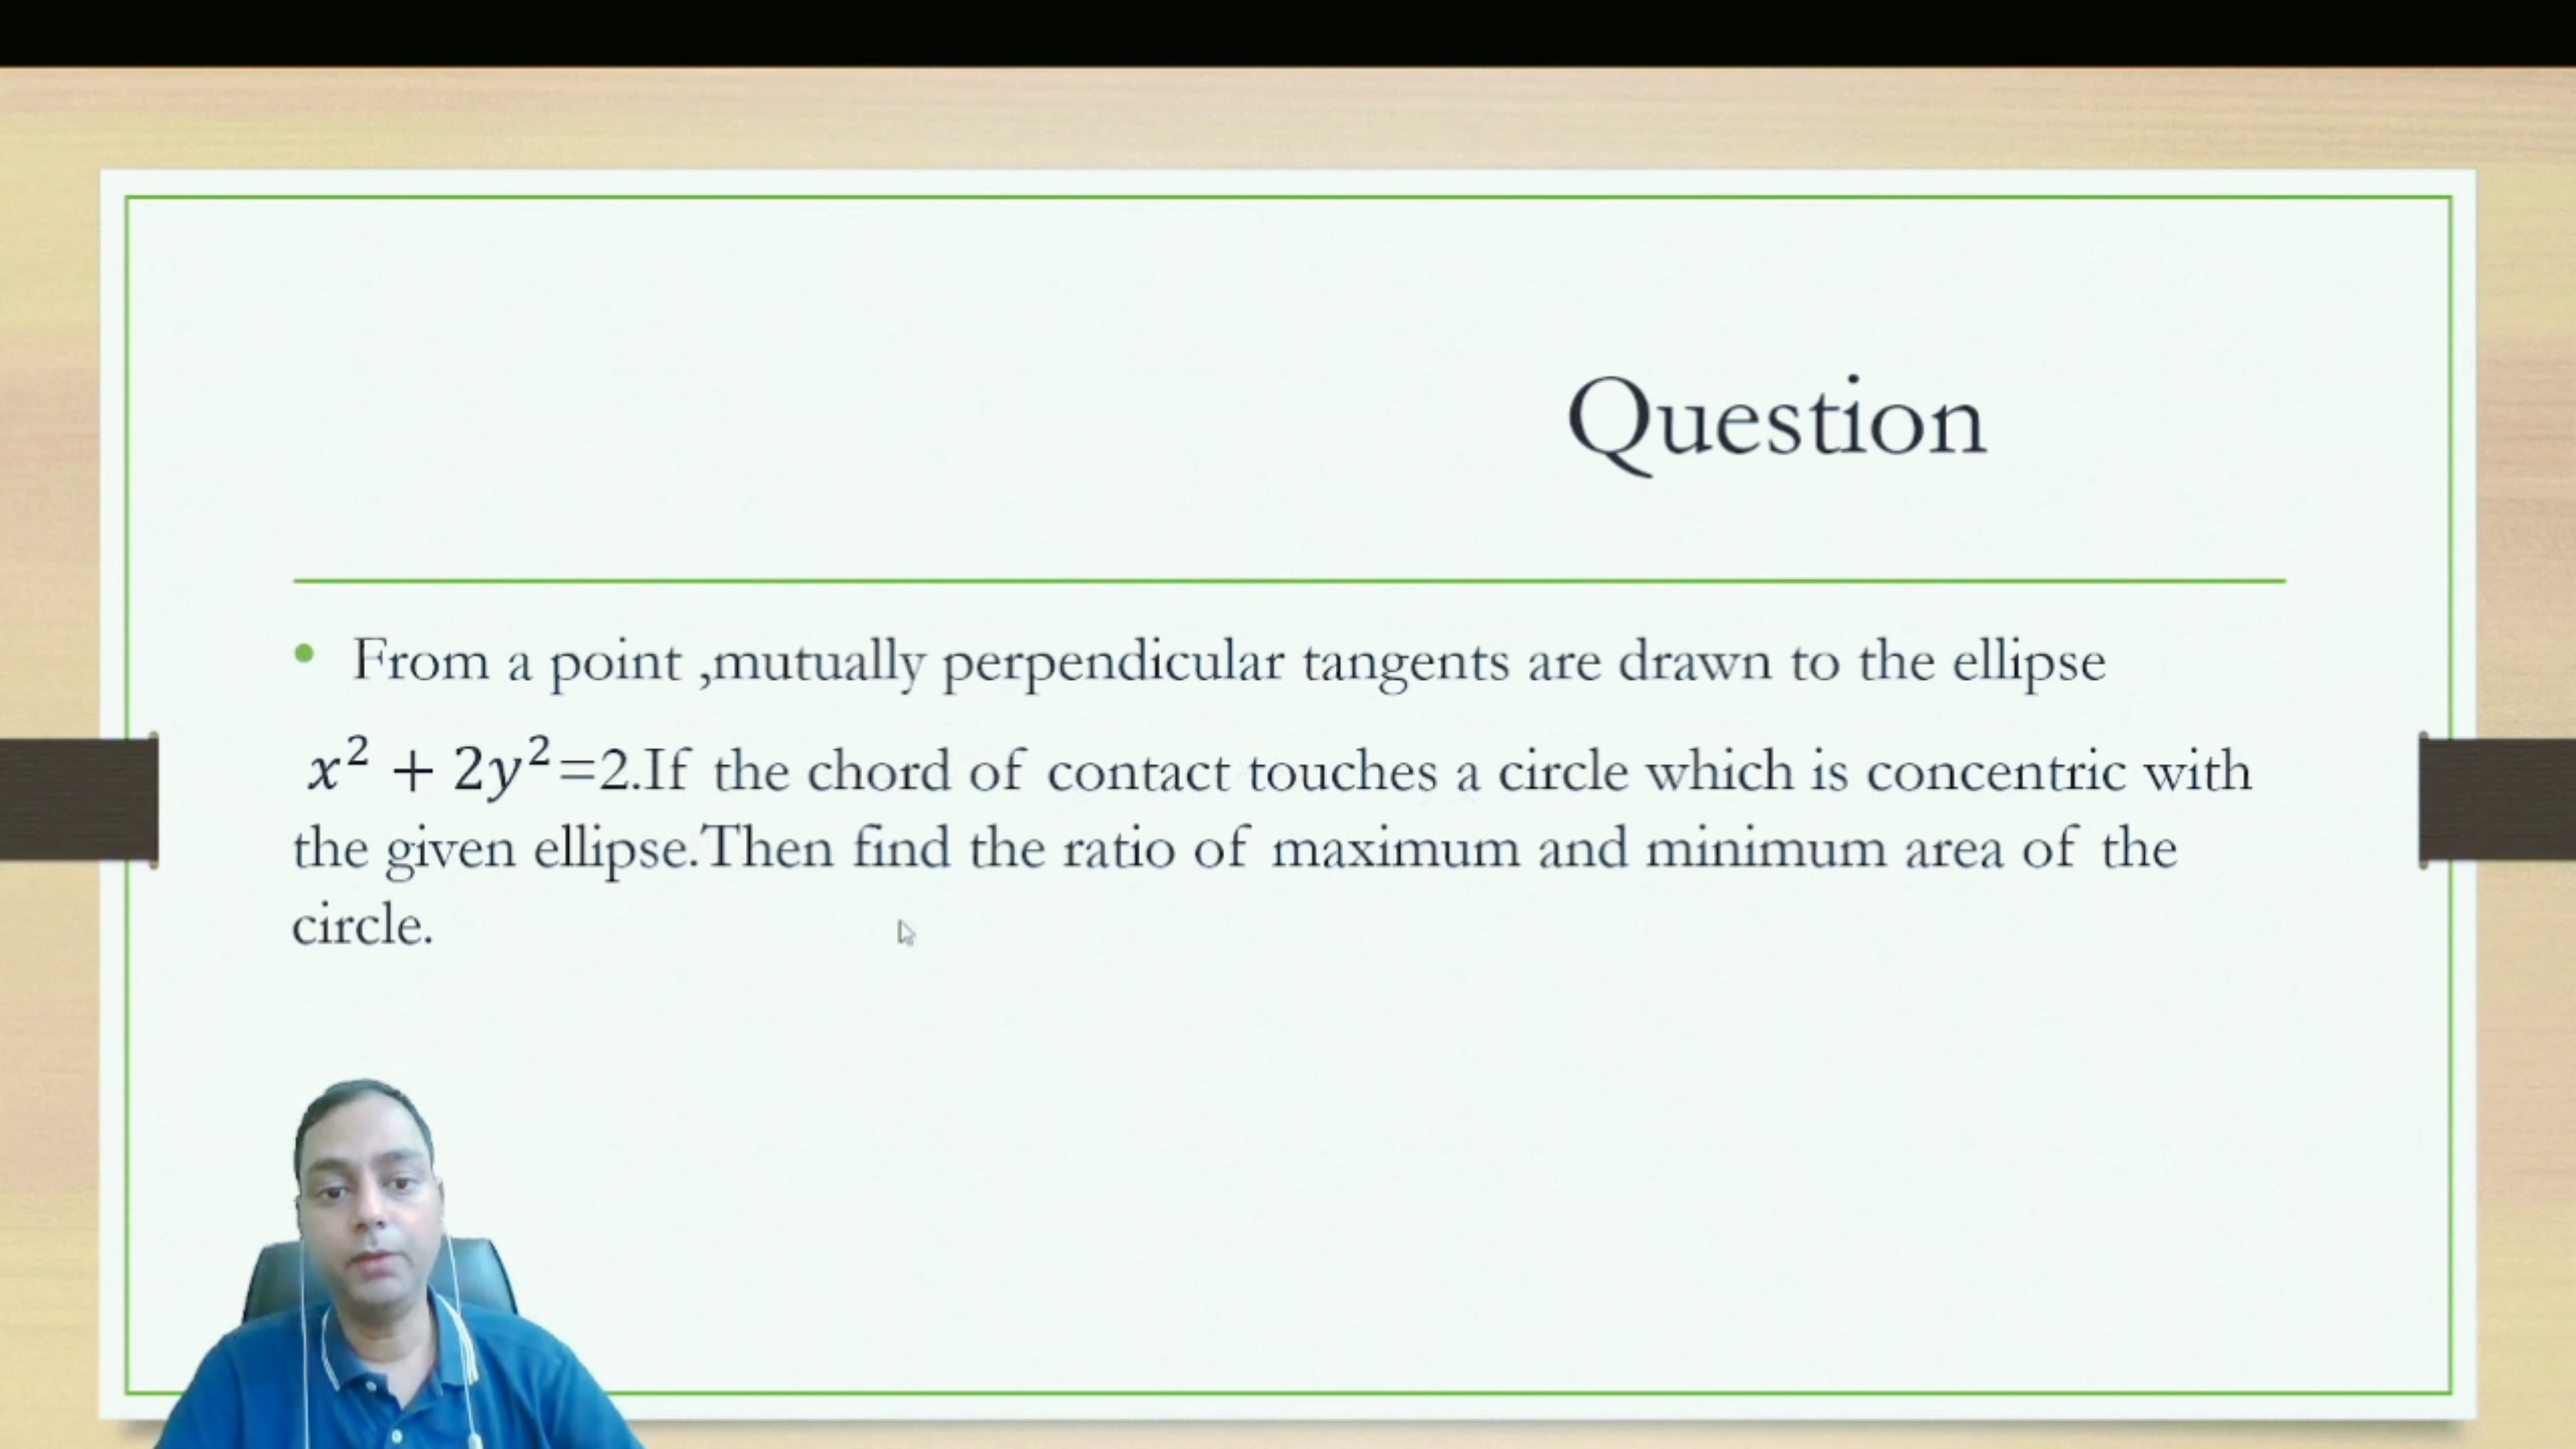 Question
• From a point ,mutually perpendicular tangents are drawn to the ellipse
x² + 2y²=2.If the chord of contact touches a circle which is concentric with
the given ellipse.Then find the ratio of maximum and minimum area of the
circle.